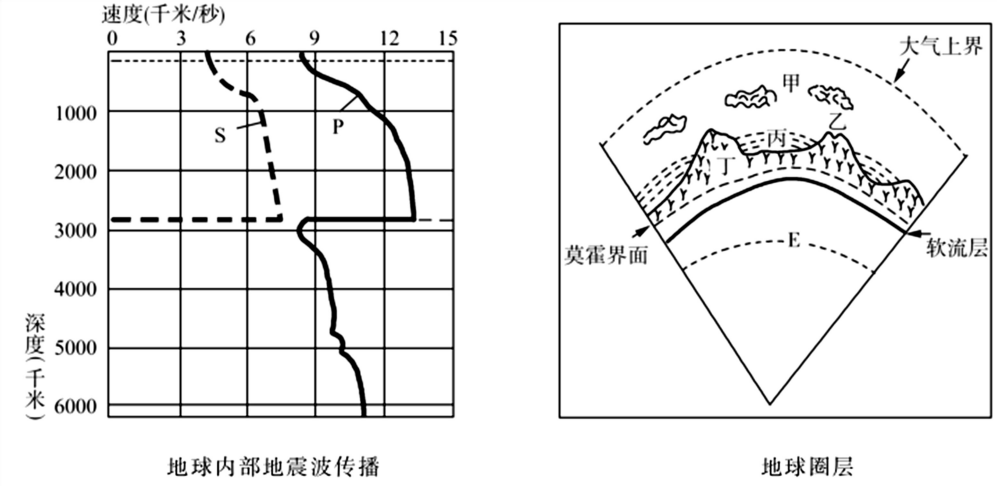 速度(千米/秒)
0 3 6 9 12 15
1000
2000
3000
4000
5000
6000
深度(千米)
S
P
地球内部地震波传播
大气上界
甲
乙
丙
丁
莫霍界面
E
软流层
地球圈层